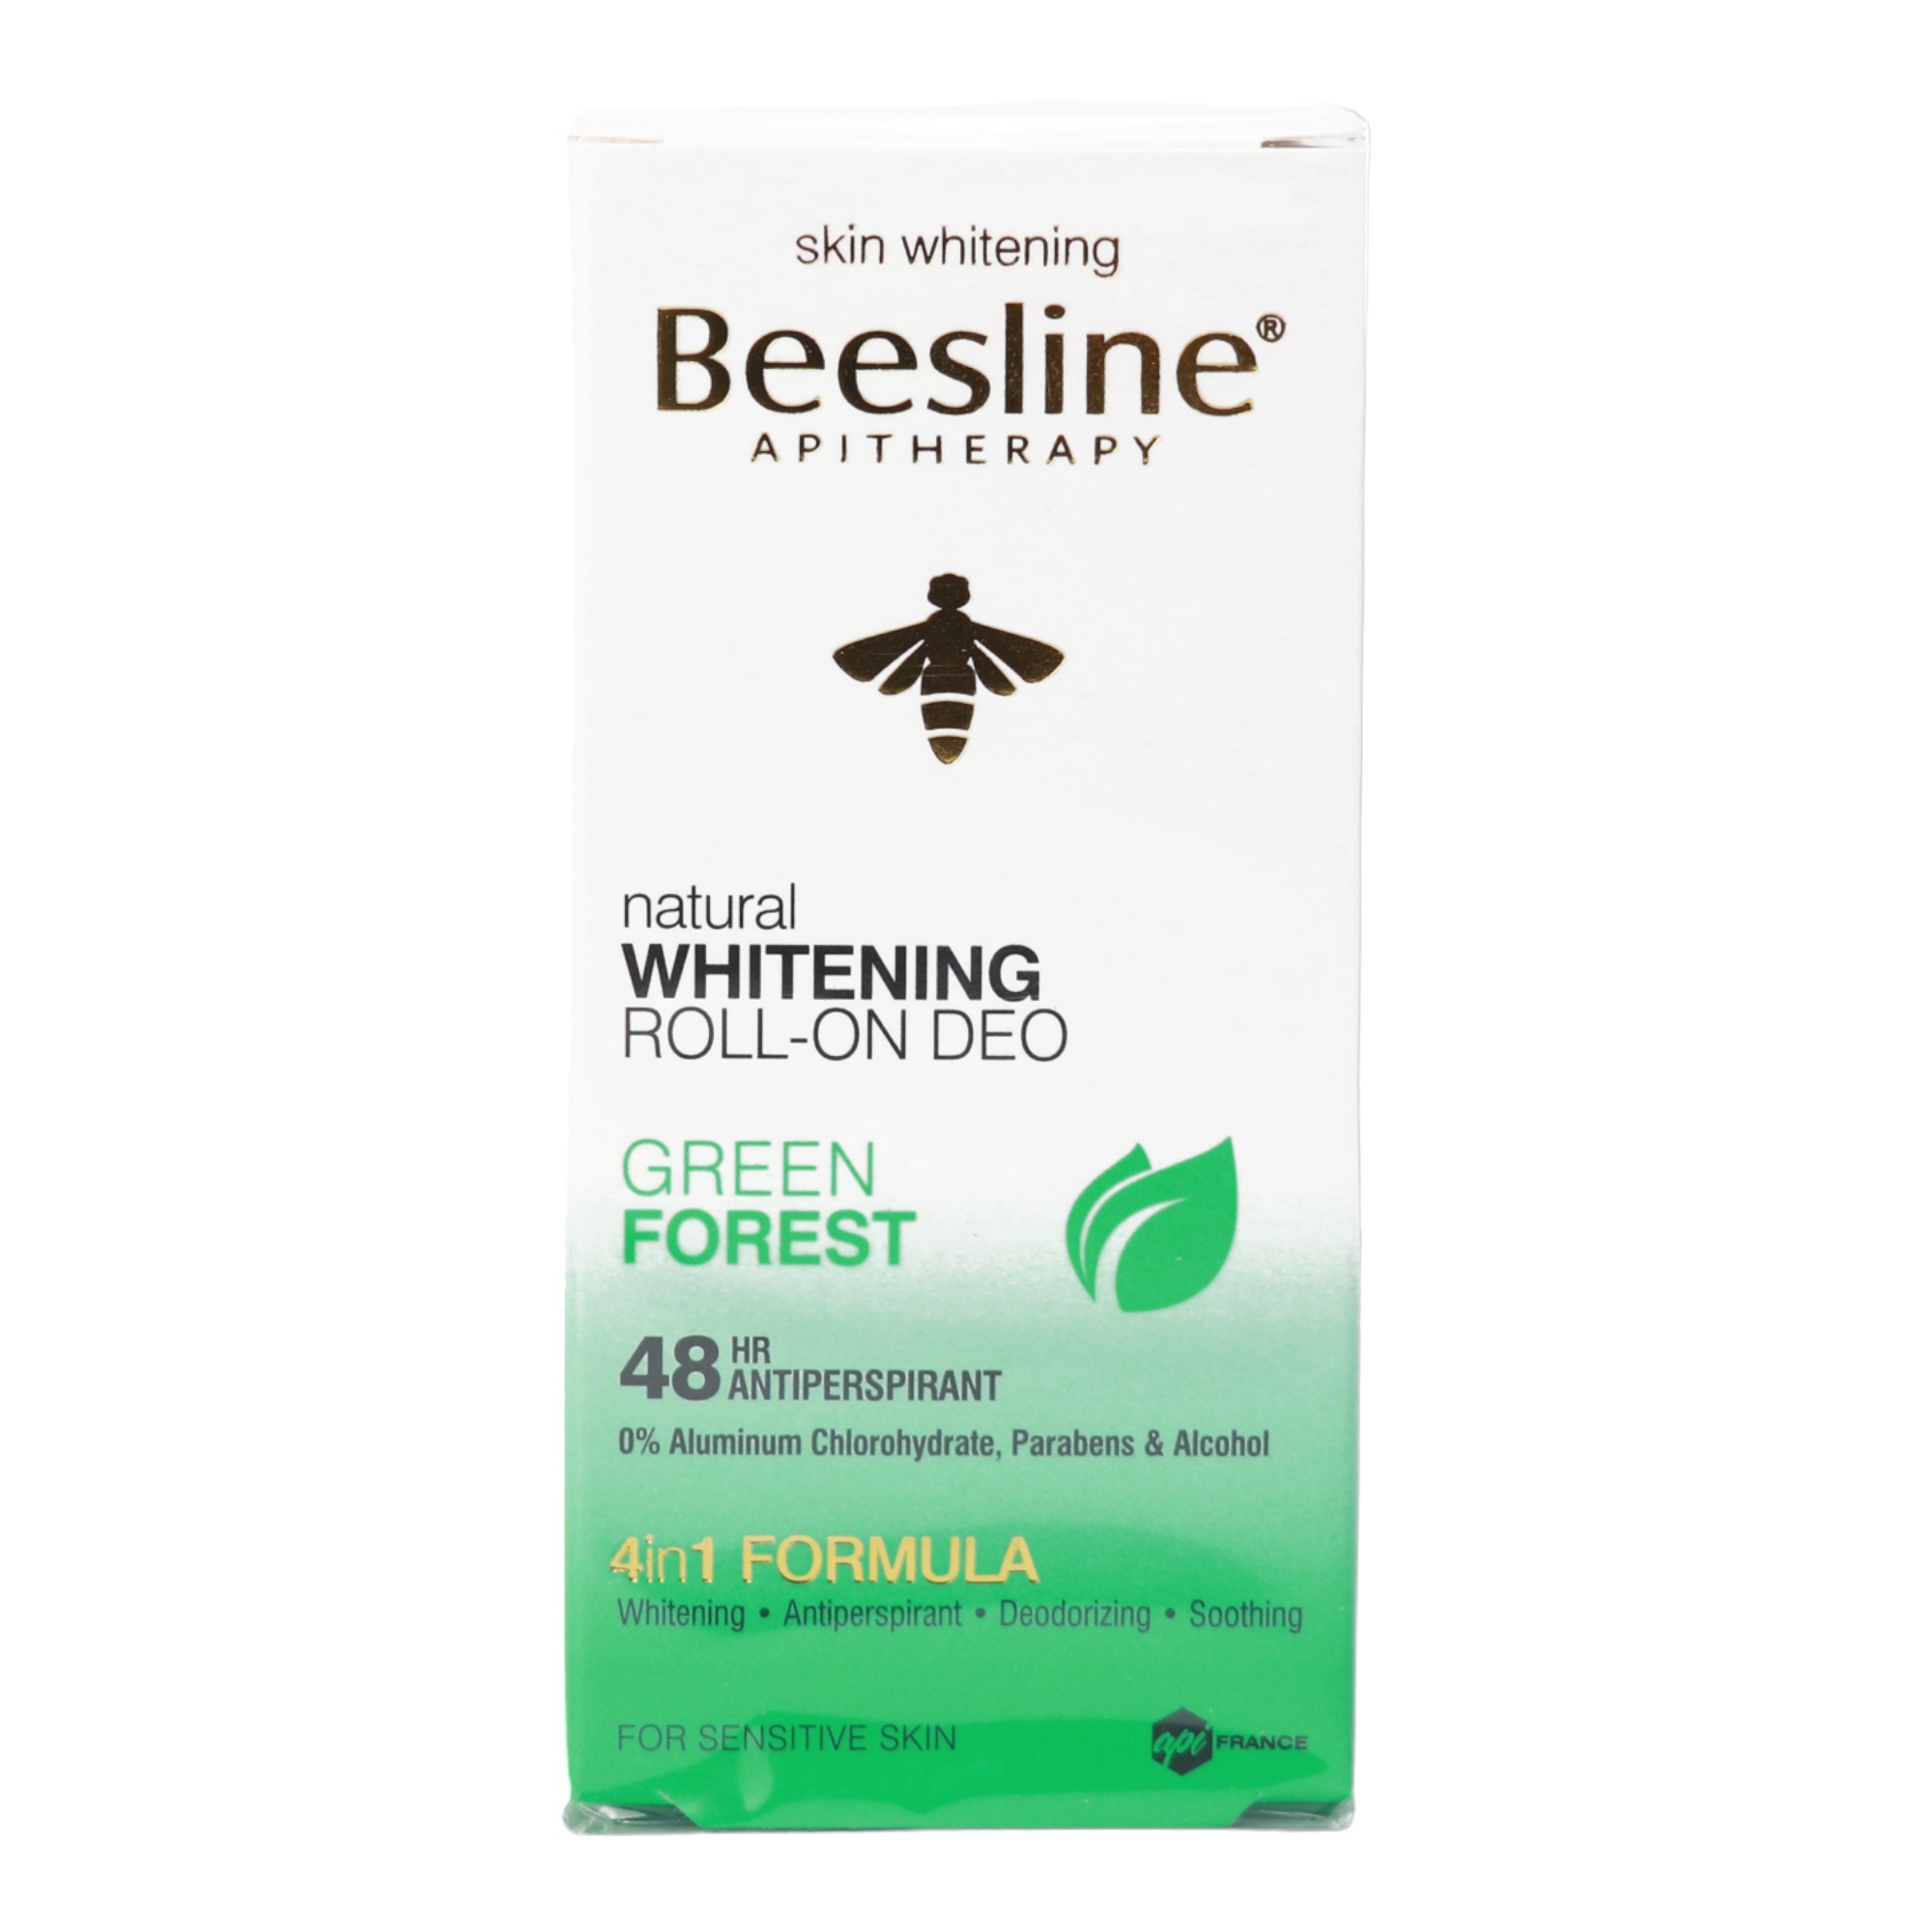 skin whitening
Beesline®
APITHERAPY
natural
WHITENING
ROLL-ON DEO
GREEN
FOREST
48 HR
ANTIPERSPIRANT
0% Aluminum Chlorohydrate, Parabens & Alcohol
4in1 FORMULA
Whitening • Antiperspirant • Deodorizing • Soothing
FOR SENSITIVE SKIN
api FRANCE